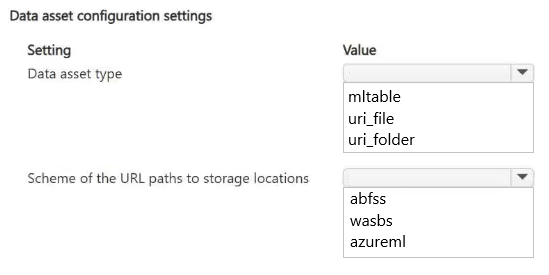 Data asset configuration settings
Setting Value
Data asset type
mltable
uri_file
uri_folder
Scheme of the URL paths to storage locations
abfss
wasbs
azureml